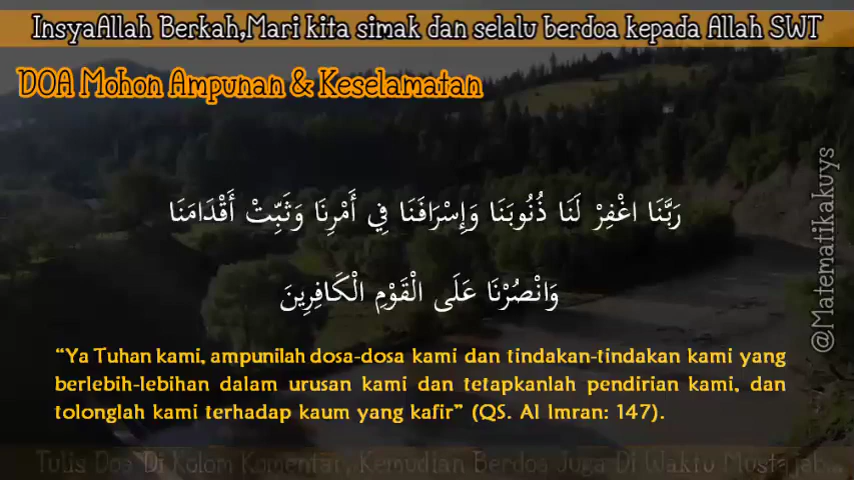 InsyaAllah Berkah,Mari kita simak dan selalu berdoa kepada Allah SWT
DOA Mohon Ampunan & Keselamatan
رَبَّنَا اغْفِرْ لَنَا ذُنُوبَنَا وَإِسْرَافَنَا فِي أَمْرِنَا وَثَبِّتْ أَقْدَامَنَا
وَانْصُرْنَا عَلَى الْقَوْمِ الْكَافِرِينَ
“Ya Tuhan kami, ampunilah dosa-dosa kami dan tindakan-tindakan kami yang
berlebih-lebihan dalam urusan kami dan tetapkanlah pendirian kami, dan
tolonglah kami terhadap kaum yang kafir” (QS. Al Imran: 147).
Tulis Doa Di Kolom Komentar, Kemudian Berdoa Juga Di Waktu Mustajab...
@Matematikakuys